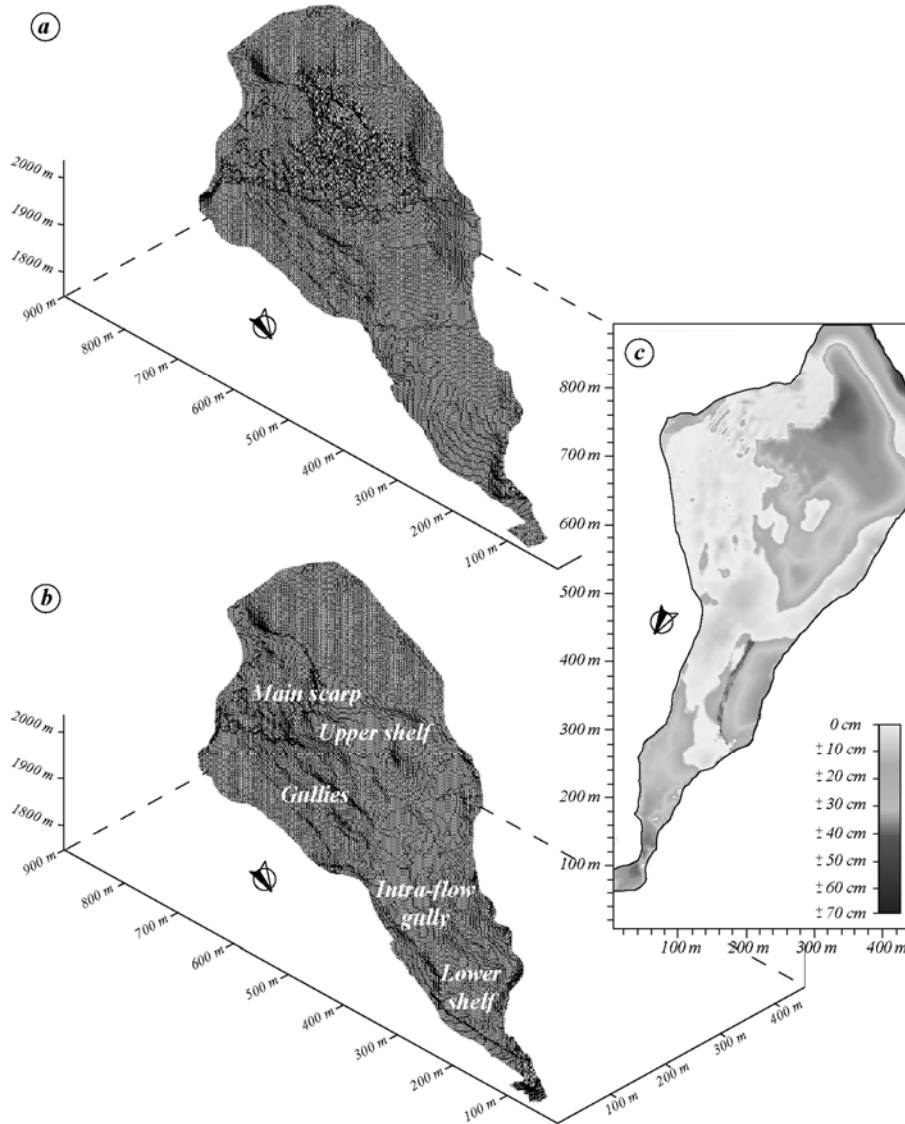 a
2000 m
1900 m
1800 m
900 m
800 m
700 m
600 m
500 m
400 m
300 m
200 m
100 m
b
Main scarp
Upper shelf
Gullies
Intra-flow
gully
Lower
shelf
2000 m
1900 m
1800 m
900 m
800 m
700 m
600 m
500 m
400 m
300 m
200 m
100 m
100 m
200 m
300 m
400 m
c
800 m
700 m
600 m
500 m
400 m
300 m
200 m
100 m
100 m 200 m 300 m 400 m
0 cm
±10 cm
±20 cm
±30 cm
±40 cm
±50 cm
±60 cm
±70 cm